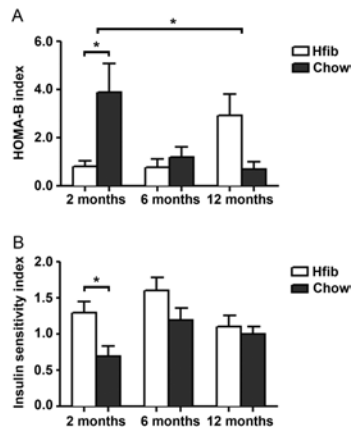 A
*
*
Hfib
Chow
HOMA-B index
6.0
4.0
2.0
0.0
2 months 6 months 12 months
B
*
Hfib
Chow
Insulin sensitivity index
2.0
1.5
1.0
0.5
0.0
2 months 6 months 12 months